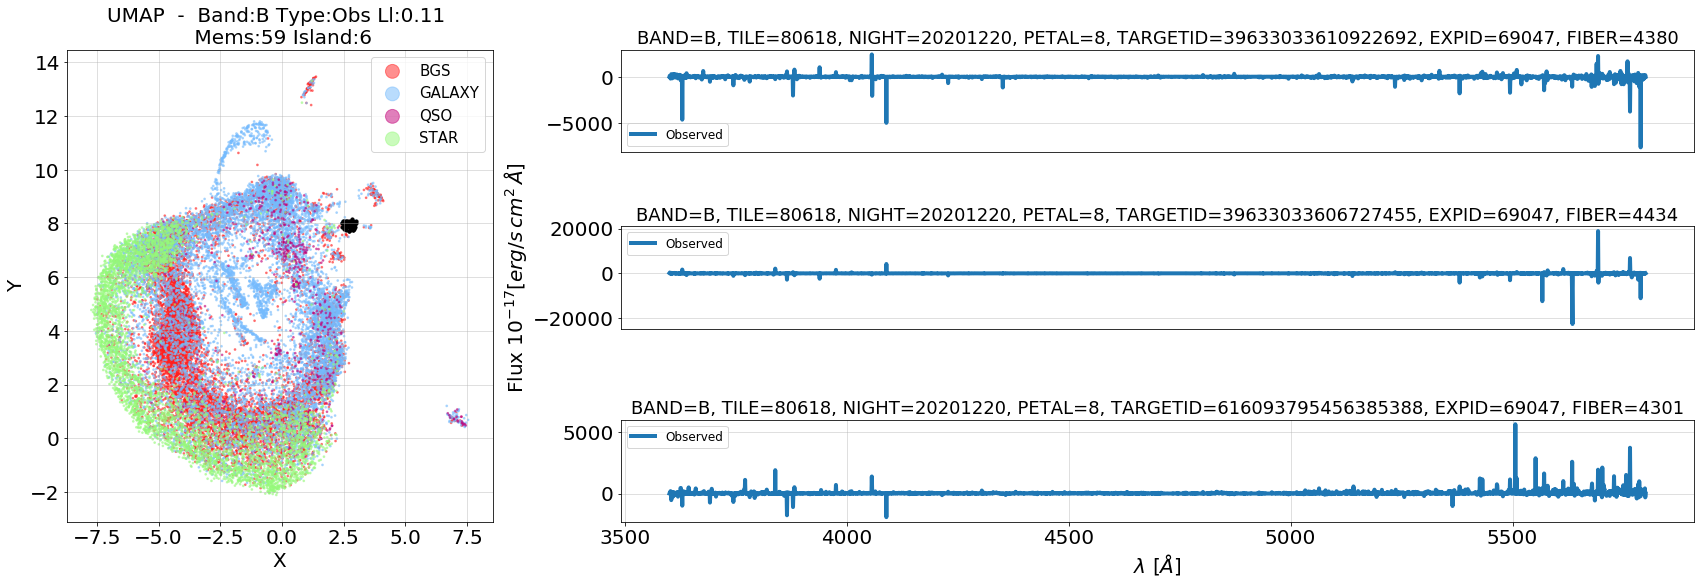 UMAP  -  Band:B Type:Obs Ll:0.11
Mems:59 Island:6
14
12
10
8
6
4
2
0
−2
Y
−7.5
−5.0
−2.5
0.0
2.5
5.0
7.5
X
BGS
GALAXY
QSO
STAR
Flux 10⁻¹⁷[erg/s cm² Å]
BAND=B, TILE=80618, NIGHT=20201220, PETAL=8, TARGETID=39633033610922692, EXPID=69047, FIBER=4380
0
−5000
Observed
BAND=B, TILE=80618, NIGHT=20201220, PETAL=8, TARGETID=39633033606727455, EXPID=69047, FIBER=4434
20000
0
−20000
Observed
BAND=B, TILE=80618, NIGHT=20201220, PETAL=8, TARGETID=616093795456385388, EXPID=69047, FIBER=4301
5000
0
Observed
3500
4000
4500
5000
5500
λ [Å]